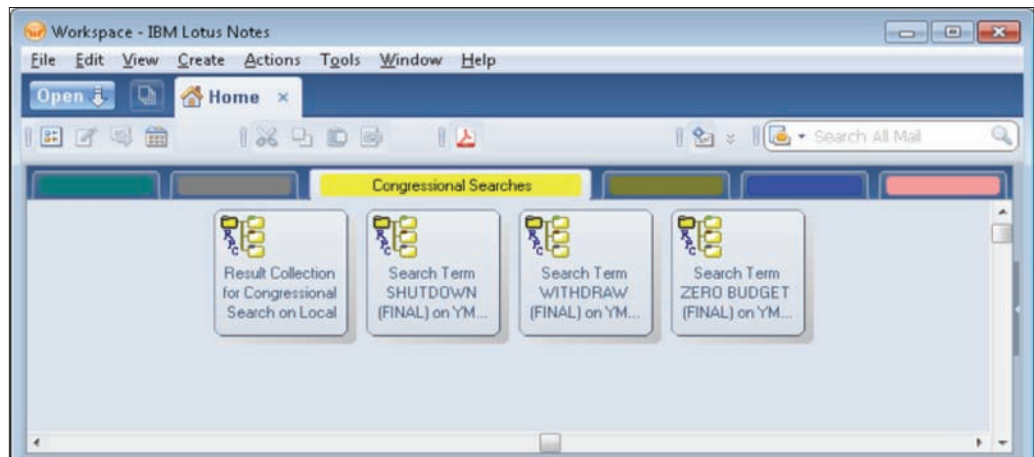 Workspace - IBM Lotus Notes
File Edit View Create Actions Tools Window Help
Open Home ×
Search All Mail
Congressional Searches
Result Collection
for Congressional
Search on Local
Search Term
SHUTDOWN
(FINAL) on YM...
Search Term
WITHDRAW
(FINAL) on YM...
Search Term
ZERO BUDGET
(FINAL) on YM...